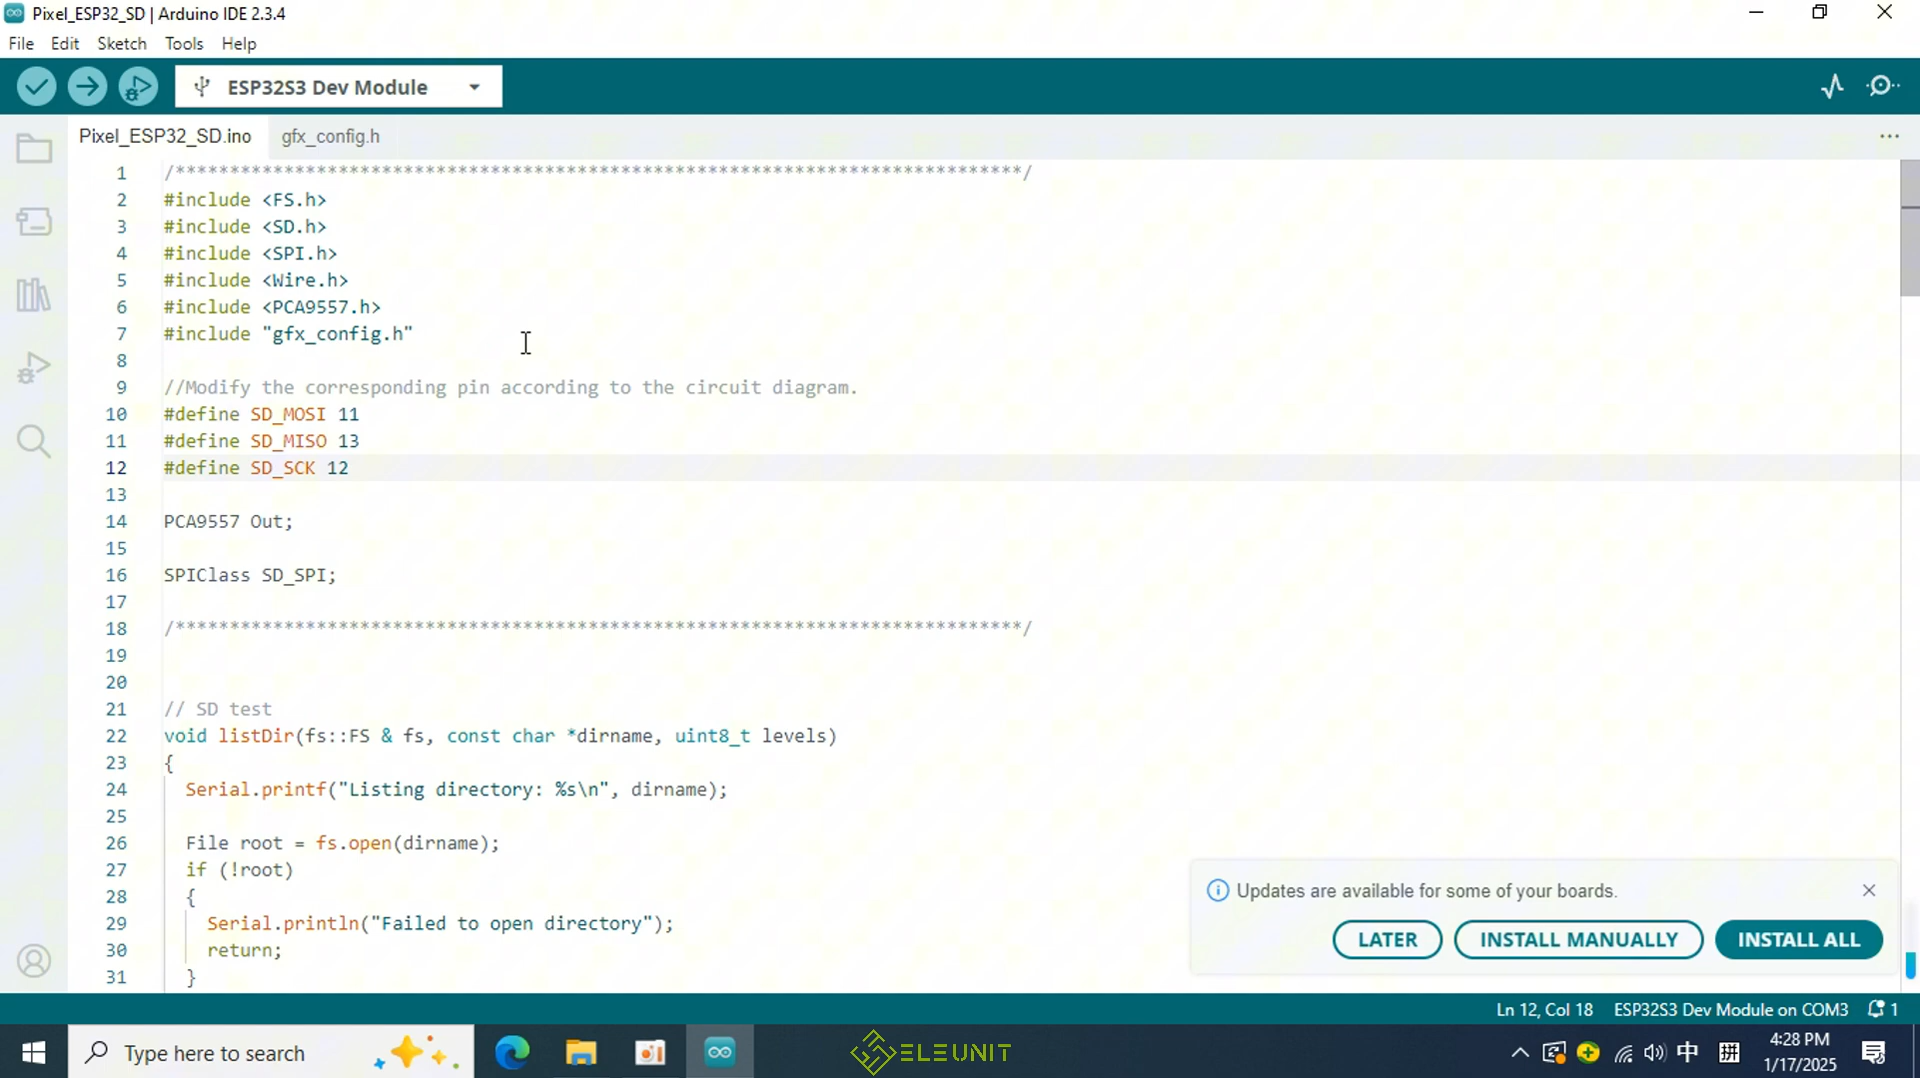 Pixel_ESP32_SD | Arduino IDE 2.3.4
File Edit Sketch Tools Help
ESP32S3 Dev Module
Pixel_ESP32_SD.ino gfx_config.h
1 /******************************************************************************/
2 #include <FS.h>
3 #include <SD.h>
4 #include <SPI.h>
5 #include <Wire.h>
6 #include <PCA9557.h>
7 #include "gfx_config.h"
8
9 //Modify the corresponding pin according to the circuit diagram.
10 #define SD_MOSI 11
11 #define SD_MISO 13
12 #define SD_SCK 12
13
14 PCA9557 Out;
15
16 SPIClass SD_SPI;
17
18 /******************************************************************************/
19
20
21 // SD test
22 void listDir(fs::FS & fs, const char *dirname, uint8_t levels)
23 {
24 Serial.printf("Listing directory: %s\n", dirname);
25
26 File root = fs.open(dirname);
27 if (!root)
28 {
29 Serial.println("Failed to open directory");
30 return;
31 }
Updates are available for some of your boards.
LATER INSTALL MANUALLY INSTALL ALL
Ln 12, Col 18 ESP32S3 Dev Module on COM3 1
Type here to search
ELEUNIT
中 拼
4:28 PM
1/17/2025